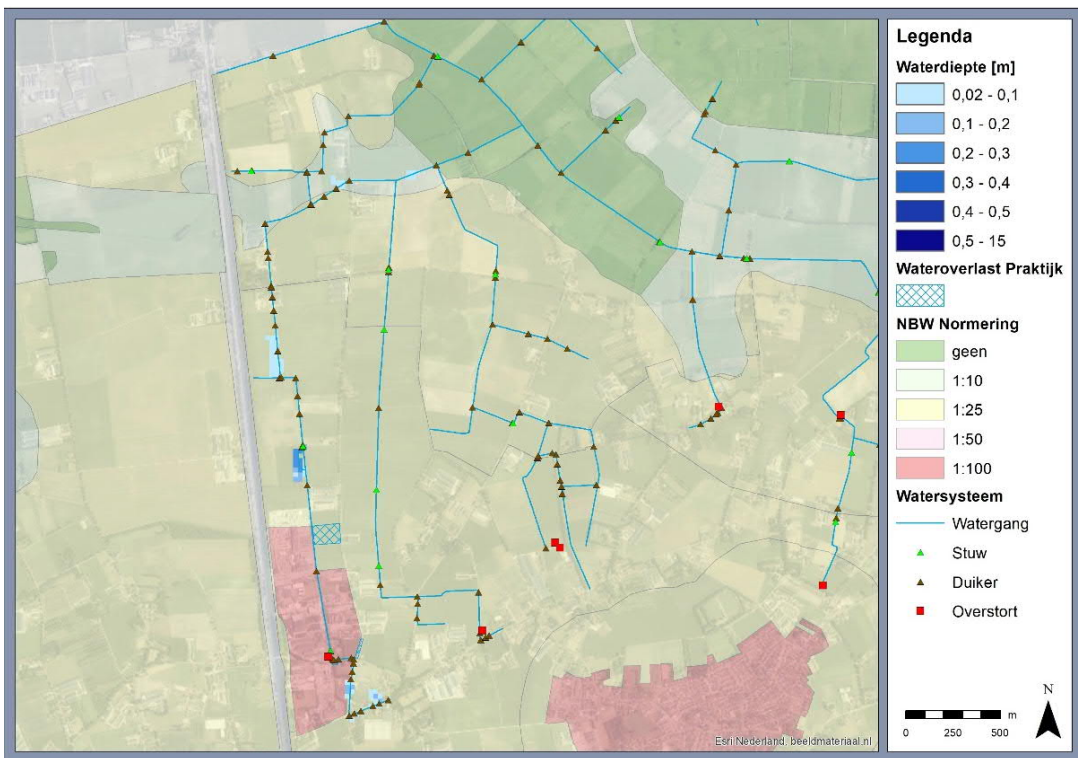 Legenda
Waterdiepte [m]
0,02 - 0,1
0,1 - 0,2
0,2 - 0,3
0,3 - 0,4
0,4 - 0,5
0,5 - 15
Wateroverlast Praktijk
NBW Normering
geen
1:10
1:25
1:50
1:100
Watersysteem
Watergang
Stuw
Duiker
Overstort
N
m
0 250 500
Esri Nederland, beeldmateriaal.nl